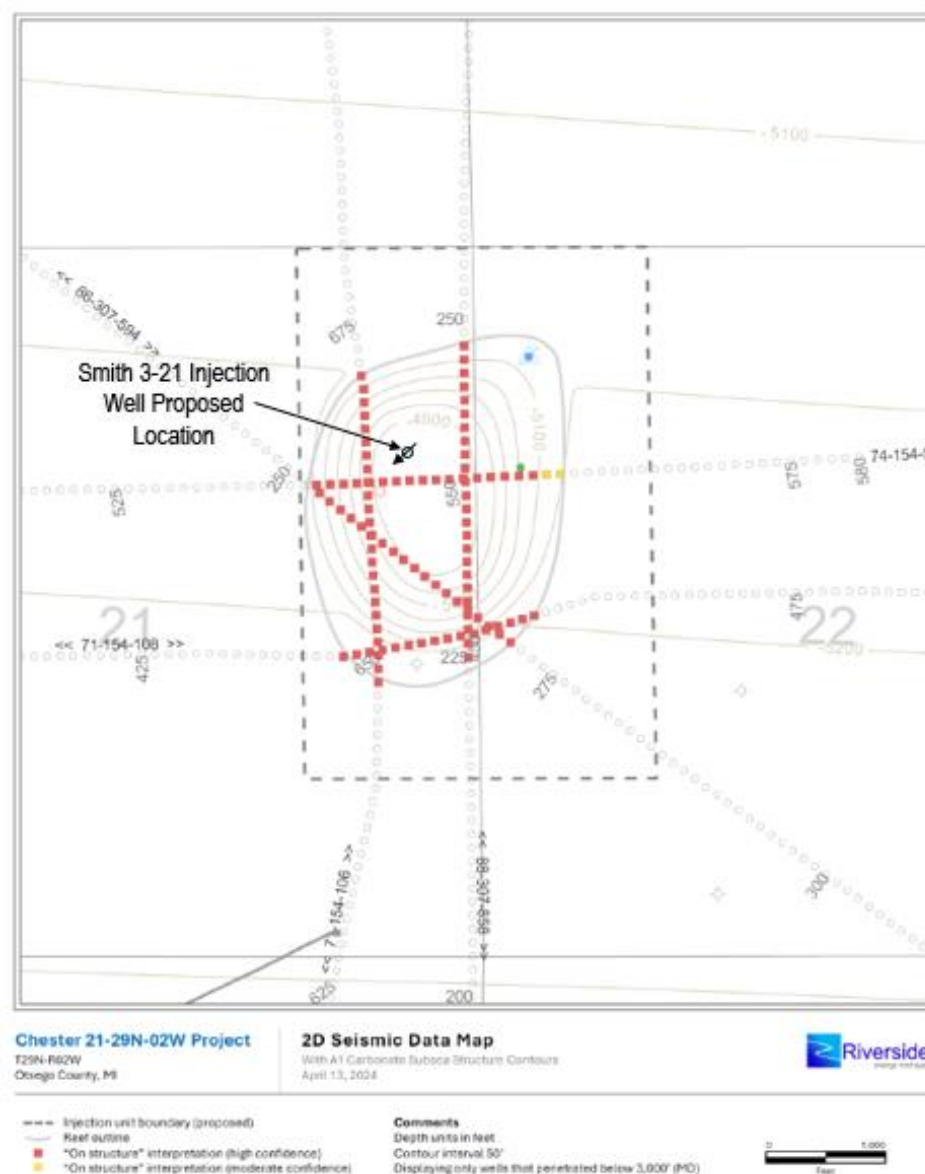 -5100
<< 86-307-594 >>
675
250
Smith 3-21 Injection
Well Proposed
Location
-4800
-5100
250
525
550
74-154-
575
580
21
<< 71-154-106 >>
425
225
475
22
-5200
275
<< 71-154-106 >>
<< 88-307-658 >>
300
625
200
Chester 21-29N-02W Project
T29N-R02W
Otsego County, MI
2D Seismic Data Map
With A1 Carbonate Subsea Structure Contours
April 13, 2024
Riverside
Injection unit boundary (proposed)
Reef outline
"On structure" interpretation (high confidence)
"On structure" interpretation (moderate confidence)
Comments
Depth units in feet
Contour interval 50'
Displaying only wells that penetrated below 3,000' (MD)
0 1,000
Feet